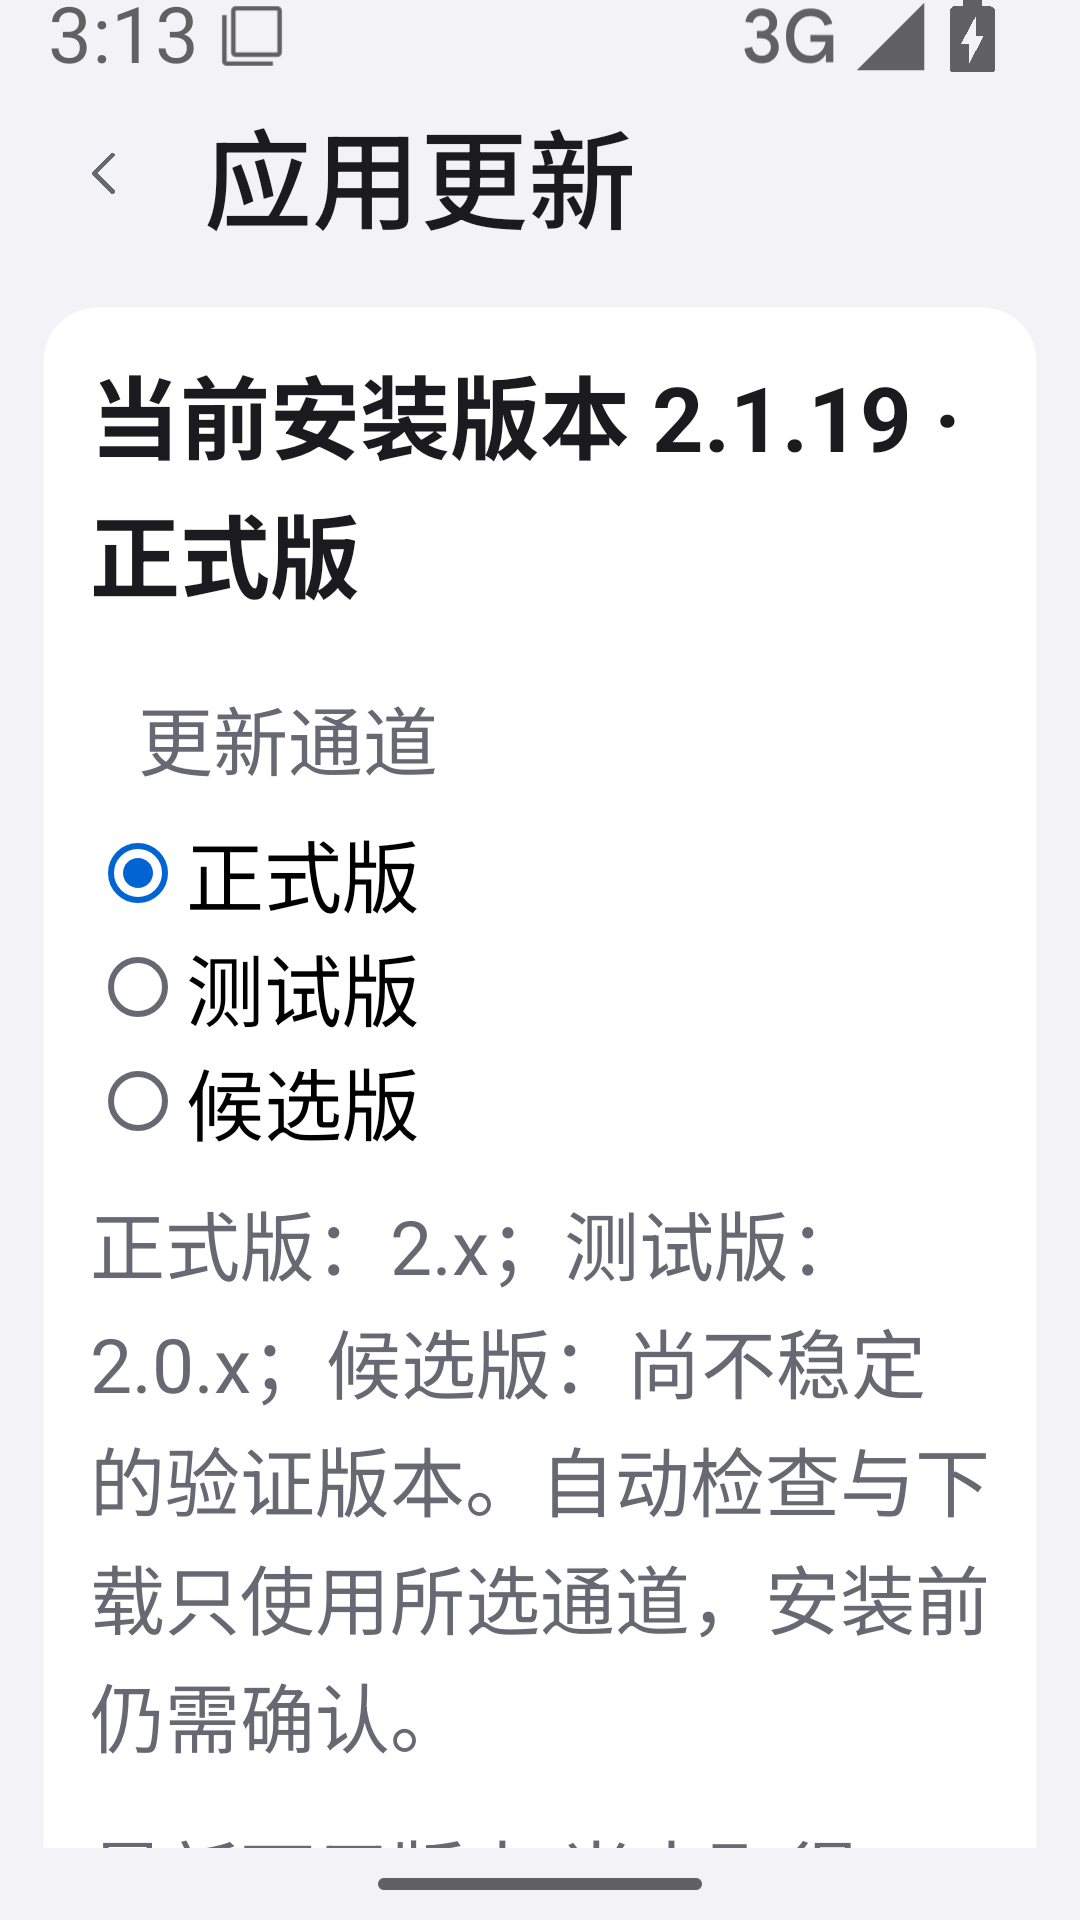 3:13
3G
应用更新
当前安装版本 2.1.19 ·
正式版
更新通道
正式版
测试版
候选版
正式版：2.x；测试版：
2.0.x；候选版：尚不稳定
的验证版本。自动检查与下
载只使用所选通道，安装前
仍需确认。